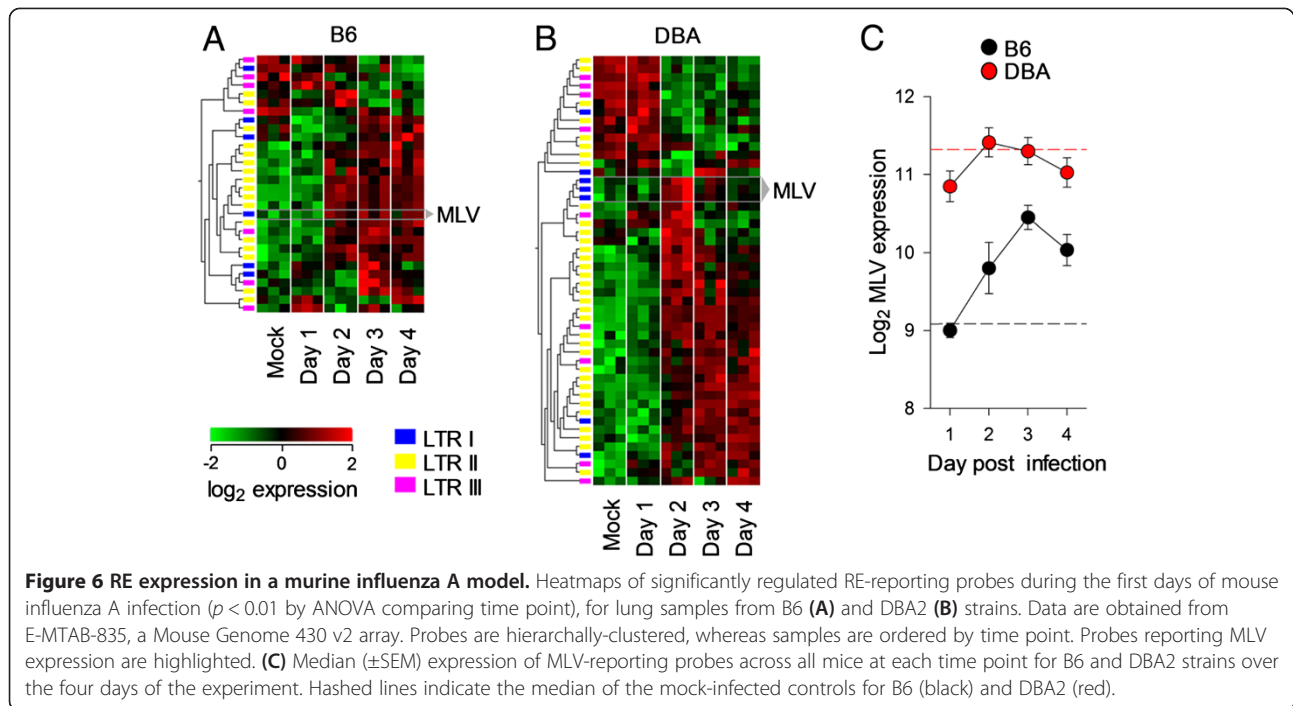 A
B6
MLV
Mock
Day 1
Day 2
Day 3
Day 4
-2
0
2
log₂ expression
LTR I
LTR II
LTR III
B
DBA
MLV
Mock
Day 1
Day 2
Day 3
Day 4
C
B6
DBA
12
11
10
9
8
Log₂ MLV expression
1
2
3
4
Day post infection
Figure 6 RE expression in a murine influenza A model. Heatmaps of significantly regulated RE-reporting probes during the first days of mouse
influenza A infection (p < 0.01 by ANOVA comparing time point), for lung samples from B6 (A) and DBA2 (B) strains. Data are obtained from
E-MTAB-835, a Mouse Genome 430 v2 array. Probes are hierarchally-clustered, whereas samples are ordered by time point. Probes reporting MLV
expression are highlighted. (C) Median (±SEM) expression of MLV-reporting probes across all mice at each time point for B6 and DBA2 strains over
the four days of the experiment. Hashed lines indicate the median of the mock-infected controls for B6 (black) and DBA2 (red).